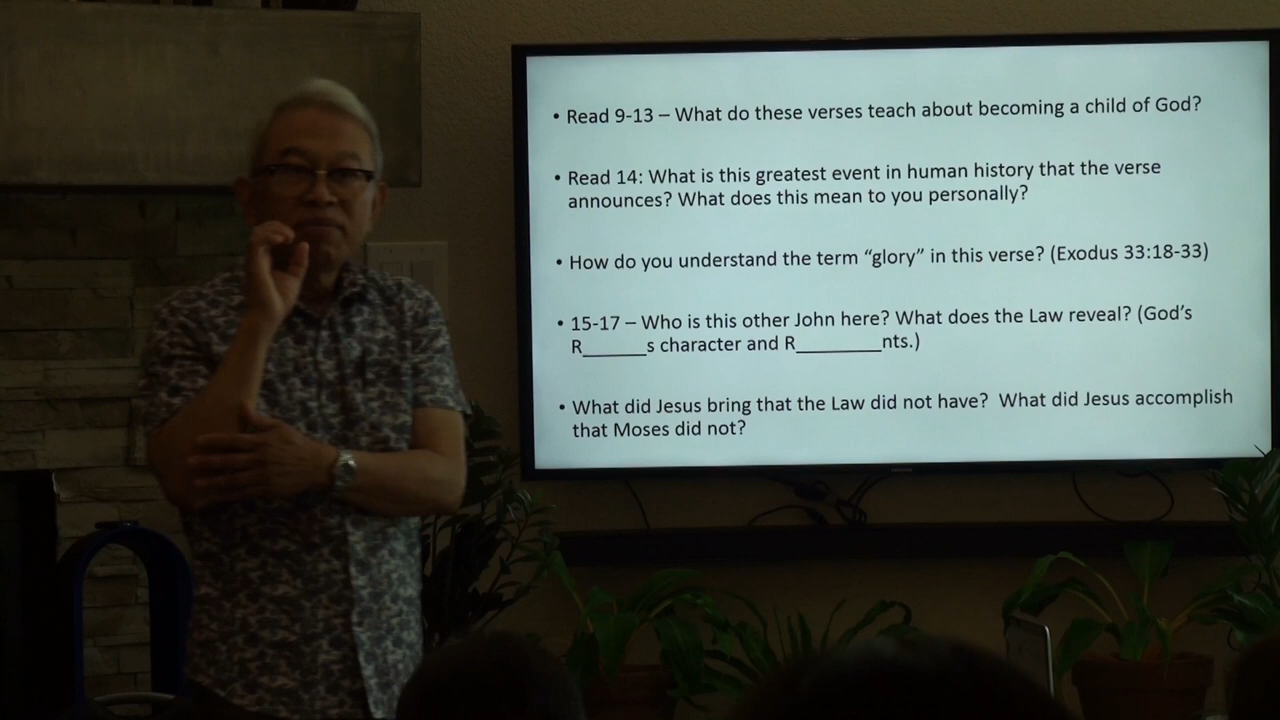 • Read 9-13 – What do these verses teach about becoming a child of God?
• Read 14: What is this greatest event in human history that the verse
announces? What does this mean to you personally?
• How do you understand the term “glory” in this verse? (Exodus 33:18-33)
• 15-17 – Who is this other John here? What does the Law reveal? (God’s
R______s character and R________nts.)
• What did Jesus bring that the Law did not have?  What did Jesus accomplish
that Moses did not?